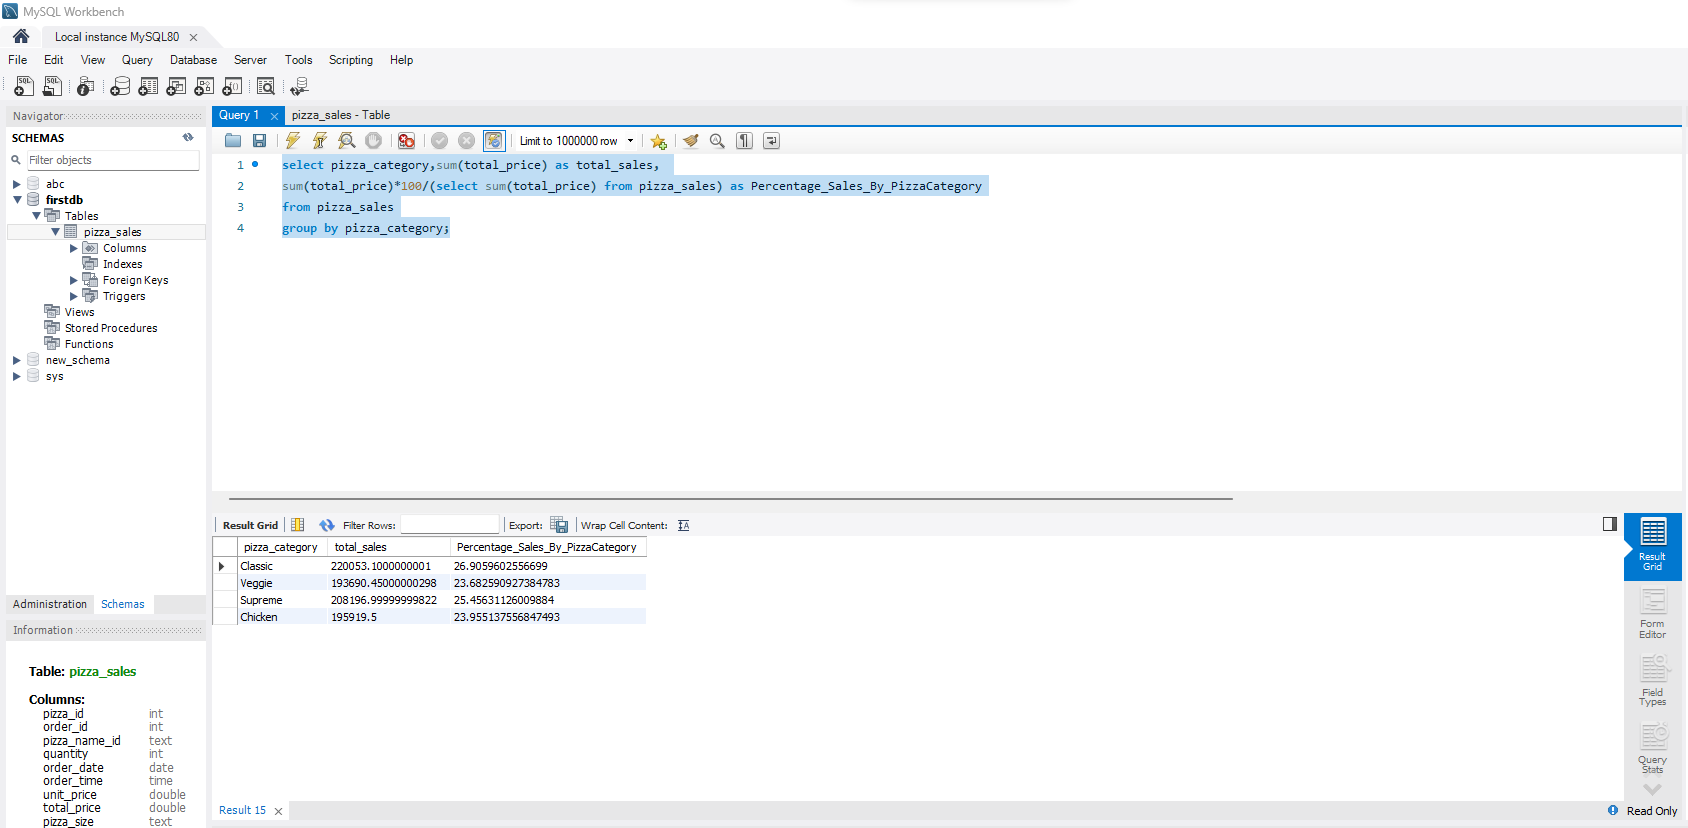 MySQL Workbench
Local instance MySQL80
File Edit View Query Database Server Tools Scripting Help
Navigator
SCHEMAS
Filter objects
abc
firstdb
Tables
pizza_sales
Columns
Indexes
Foreign Keys
Triggers
Views
Stored Procedures
Functions
new_schema
sys
Administration Schemas
Information
Table: pizza_sales
Columns:
pizza_id int
order_id int
pizza_name_id text
quantity int
order_date date
order_time time
unit_price double
total_price double
pizza_size text
Query 1 pizza_sales - Table
Limit to 1000000 row
1 select pizza_category,sum(total_price) as total_sales,
2 sum(total_price)*100/(select sum(total_price) from pizza_sales) as Percentage_Sales_By_PizzaCategory
3 from pizza_sales
4 group by pizza_category;
Result Grid Filter Rows: Export: Wrap Cell Content:
pizza_category total_sales Percentage_Sales_By_PizzaCategory
Classic 220053.1000000001 26.9059602556699
Veggie 193690.45000000298 23.682590927384783
Supreme 208196.99999999822 25.45631126009884
Chicken 195919.5 23.955137556847493
Result
Grid
Form
Editor
Field
Types
Query
Stats
Result 15
Read Only